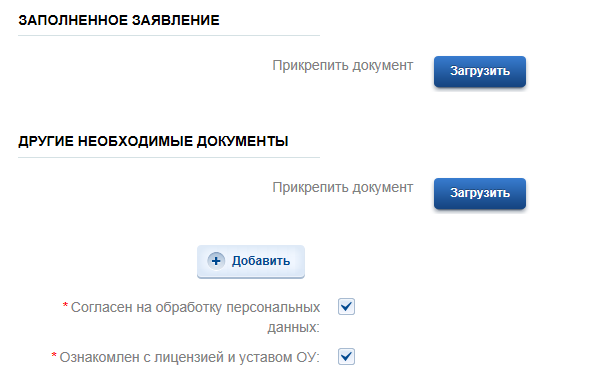 ЗАПОЛНЕННОЕ ЗАЯВЛЕНИЕ
Прикрепить документ Загрузить
ДРУГИЕ НЕОБХОДИМЫЕ ДОКУМЕНТЫ
Прикрепить документ Загрузить
+ Добавить
* Согласен на обработку персональных
данных:
* Ознакомлен с лицензией и уставом ОУ: